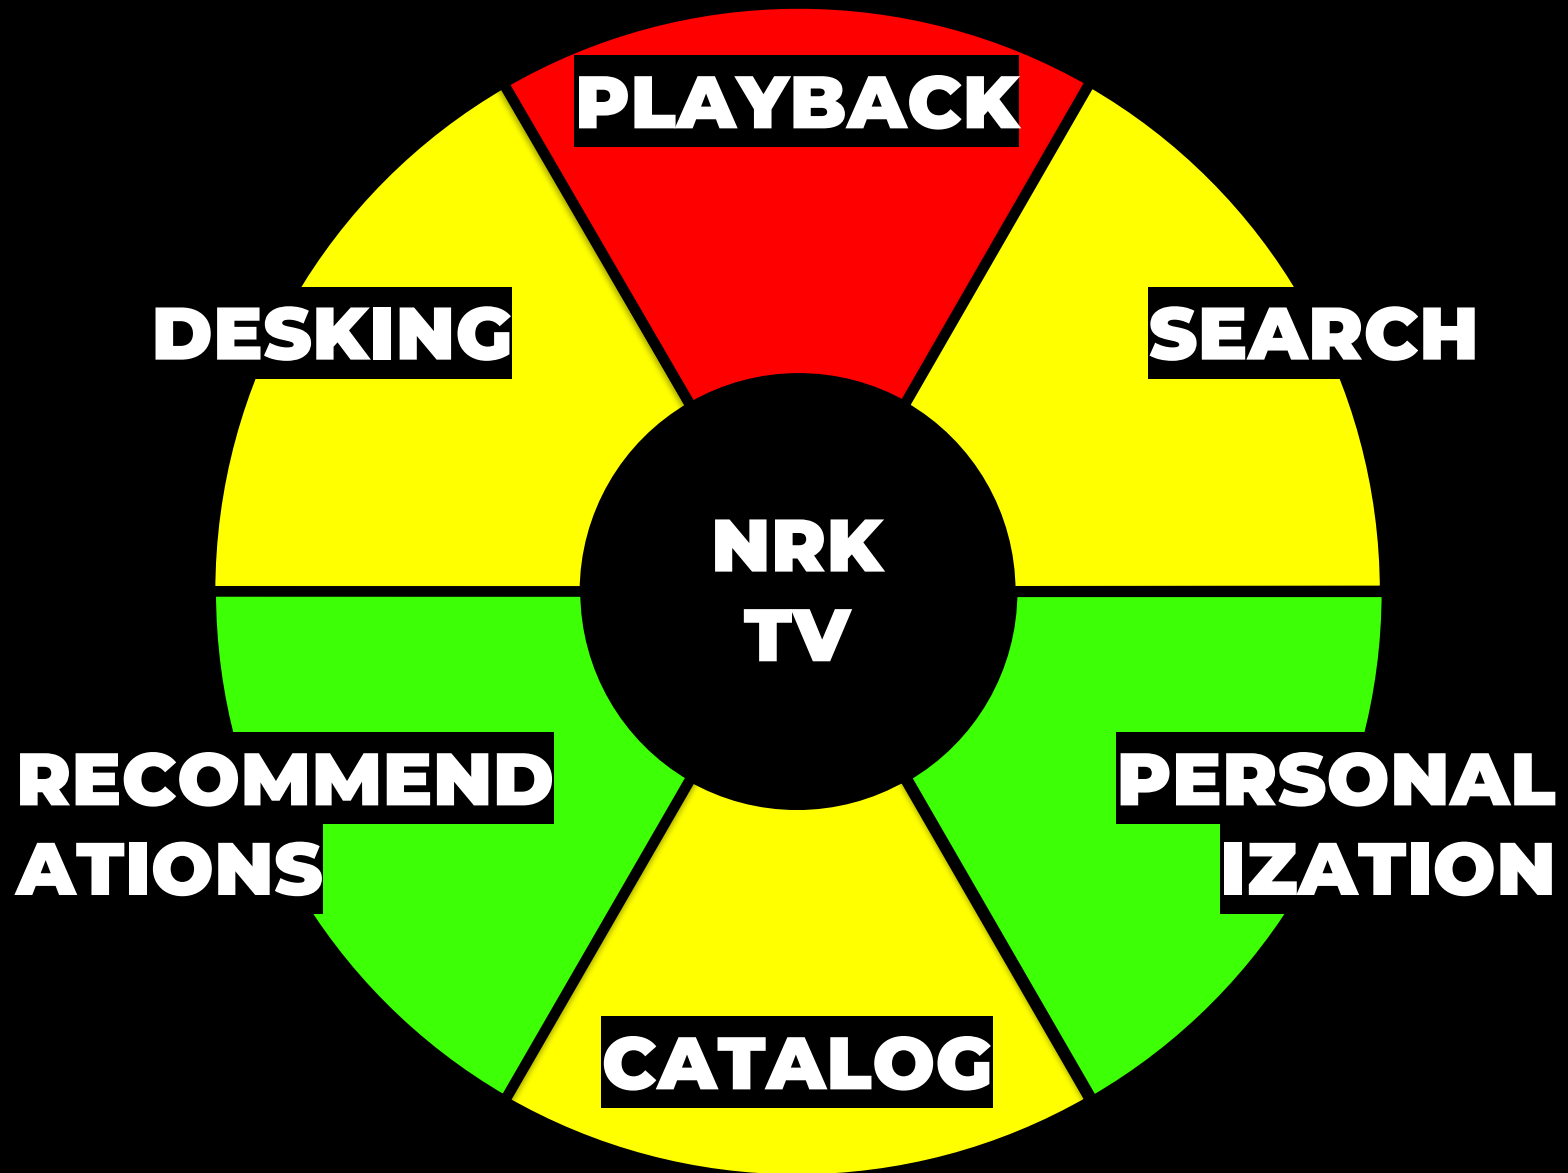 PLAYBACK
DESKING
SEARCH
NRK
TV
RECOMMEND
ATIONS
PERSONAL
IZATION
CATALOG